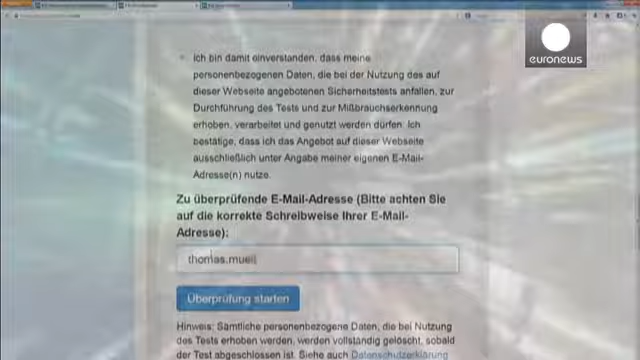 euronews
Ich bin damit einverstanden, dass meine
personenbezogenen Daten, die bei der Nutzung des auf
dieser Webseite angebotenen Sicherheitstests anfallen, zur
Durchführung des Tests und zur Mißbrauchserkennung
erhoben, verarbeitet und genutzt werden dürfen. Ich
bestätige, dass ich das Angebot auf dieser Webseite
ausschließlich unter Angabe meiner eigenen E-Mail-
Adresse(n) nutze.
Zu überprüfende E-Mail-Adresse (Bitte achten Sie
auf die korrekte Schreibweise Ihrer E-Mail-
Adresse):
thomas.muell
Überprüfung starten
Hinweis: Sämtliche personenbezogene Daten, die bei Nutzung
des Tests erhoben werden, werden vollständig gelöscht, sobald
der Test abgeschlossen ist. Siehe auch Datenschutzerklärung